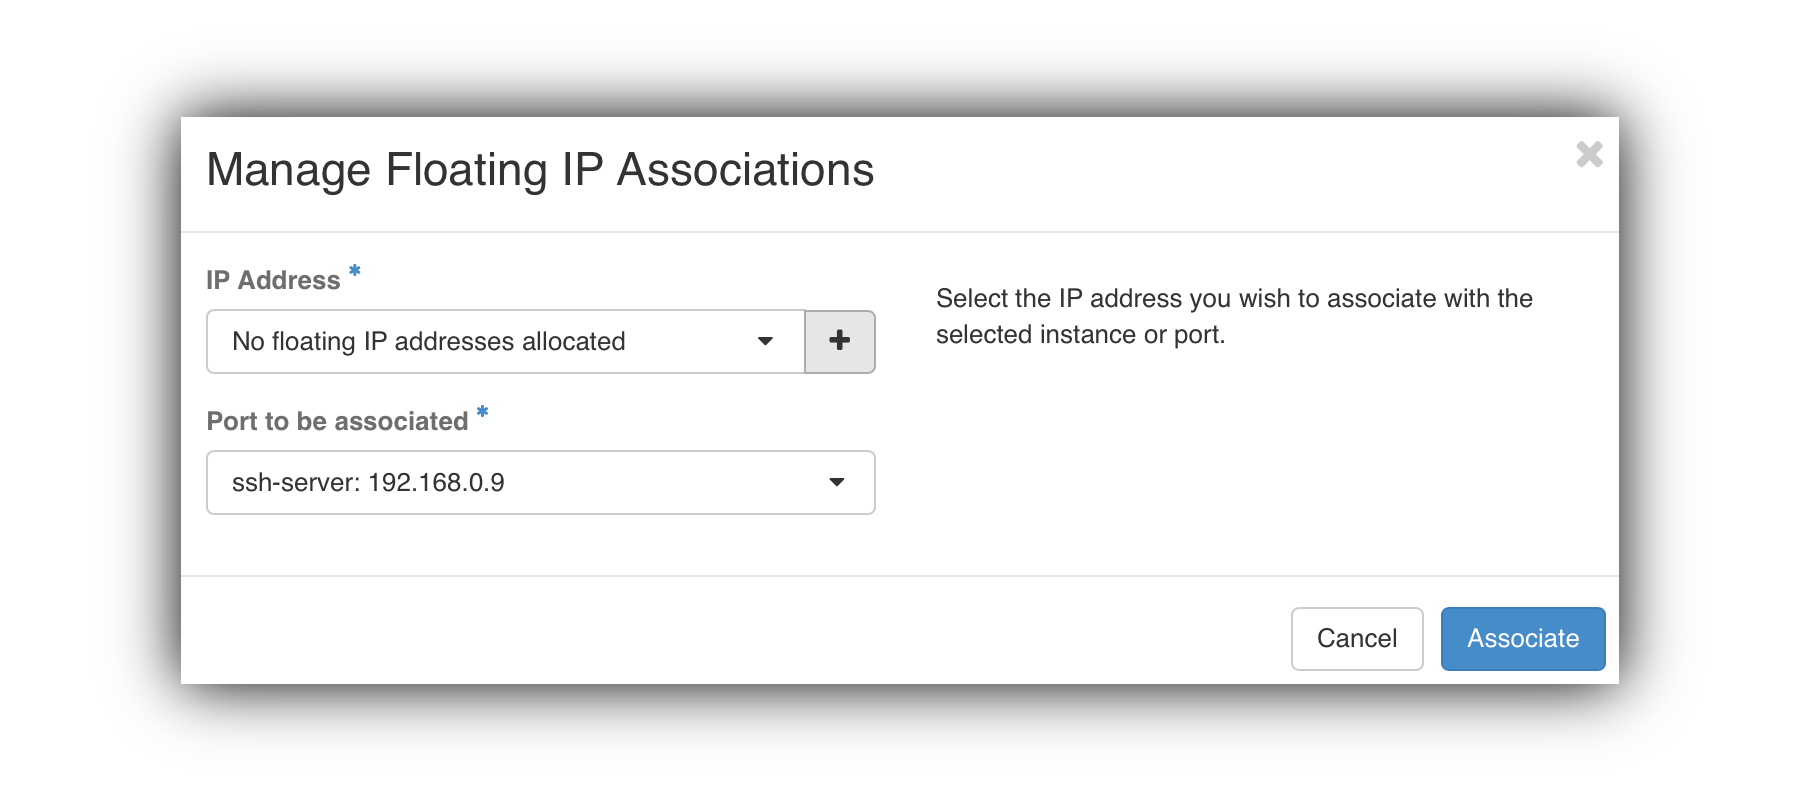 Manage Floating IP Associations
IP Address *
No floating IP addresses allocated
Select the IP address you wish to associate with the
selected instance or port.
Port to be associated *
ssh-server: 192.168.0.9
Cancel
Associate